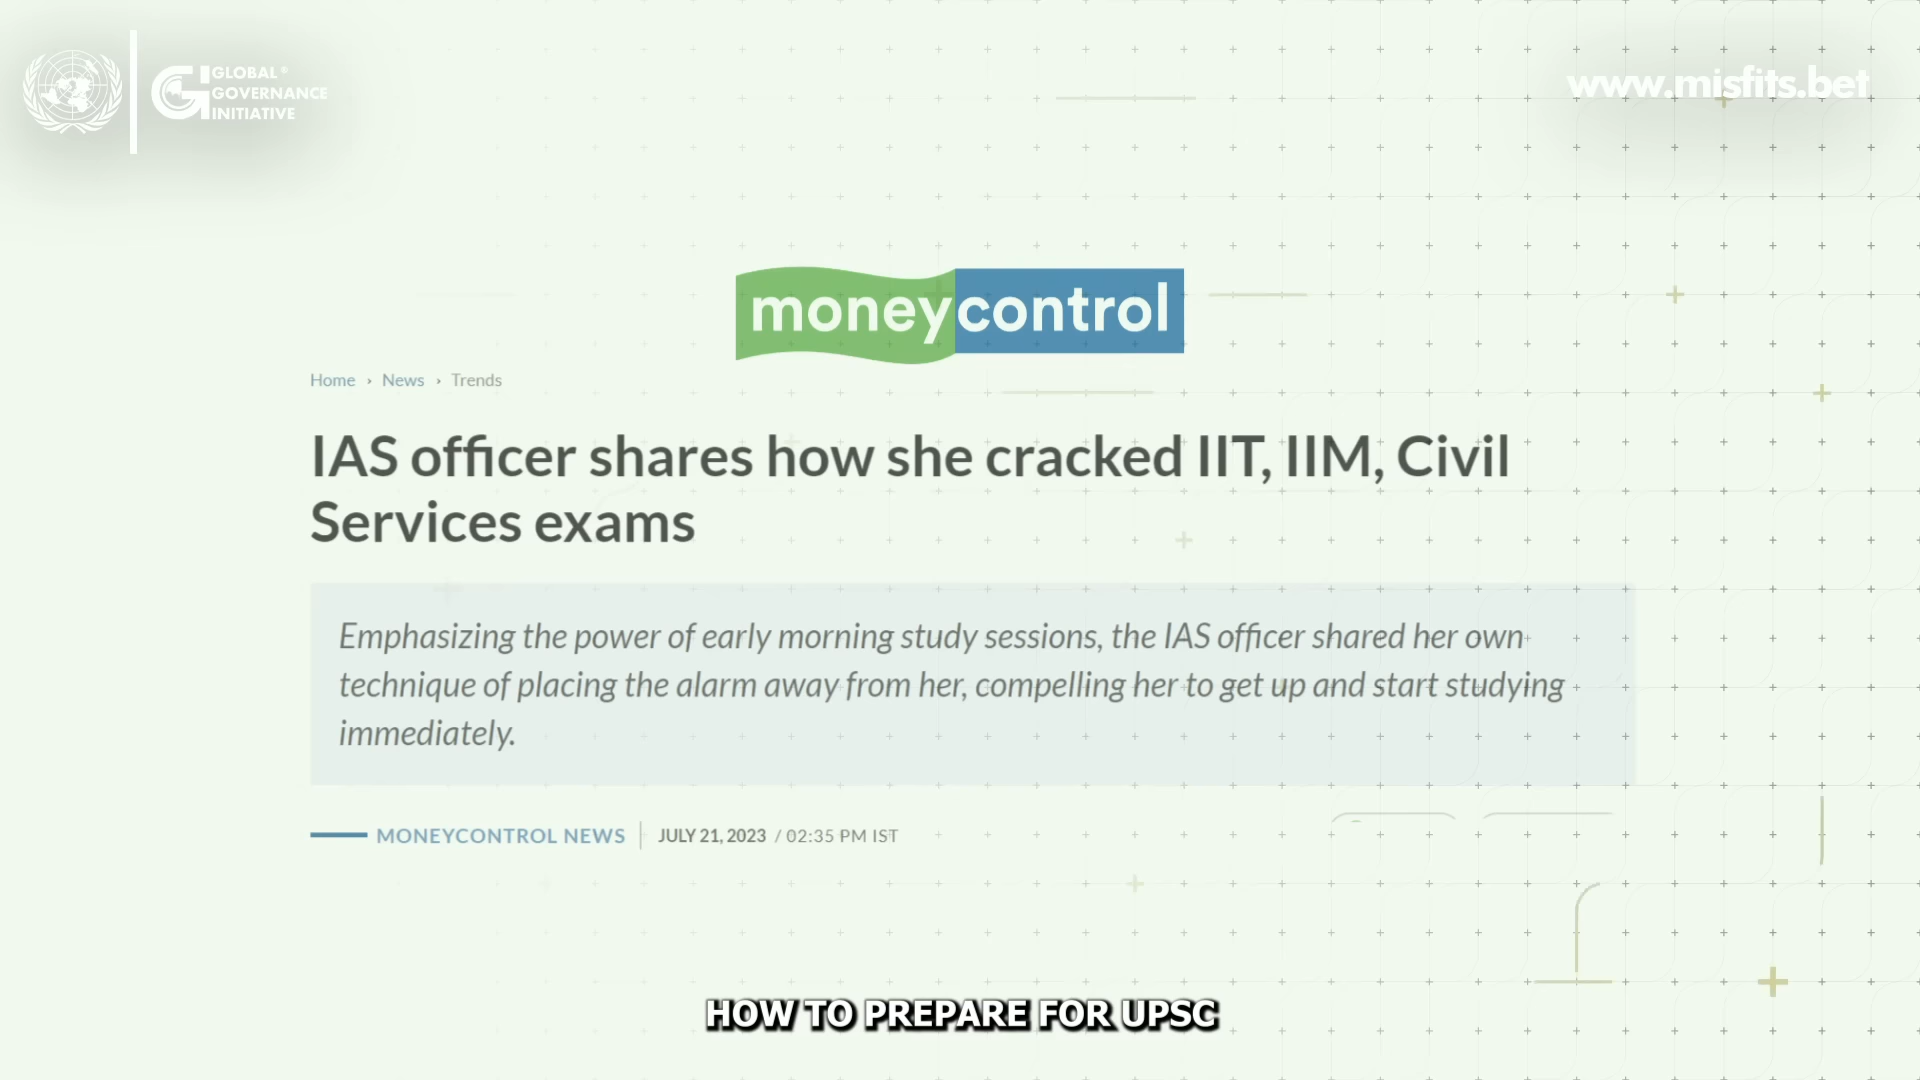 GLOBAL®
GOVERNANCE
INITIATIVE
www.misfits.bet
moneycontrol
Home › News › Trends
IAS officer shares how she cracked IIT, IIM, Civil
Services exams
Emphasizing the power of early morning study sessions, the IAS officer shared her own
technique of placing the alarm away from her, compelling her to get up and start studying
immediately.
MONEYCONTROL NEWS | JULY 21, 2023 / 02:35 PM IST
HOW TO PREPARE FOR UPSC